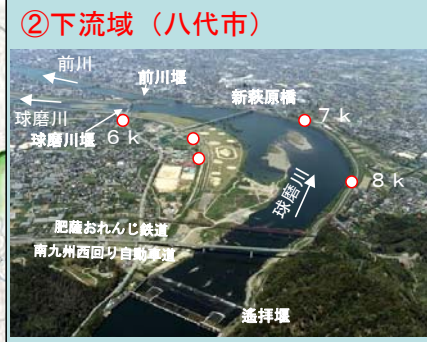 ②下流域（八代市）
前川
前川堰
新萩原橋
球磨川
球磨川堰
6ｋ
7ｋ
8ｋ
球磨川
肥薩おれんじ鉄道
南九州西回り自動車道
遙拝堰